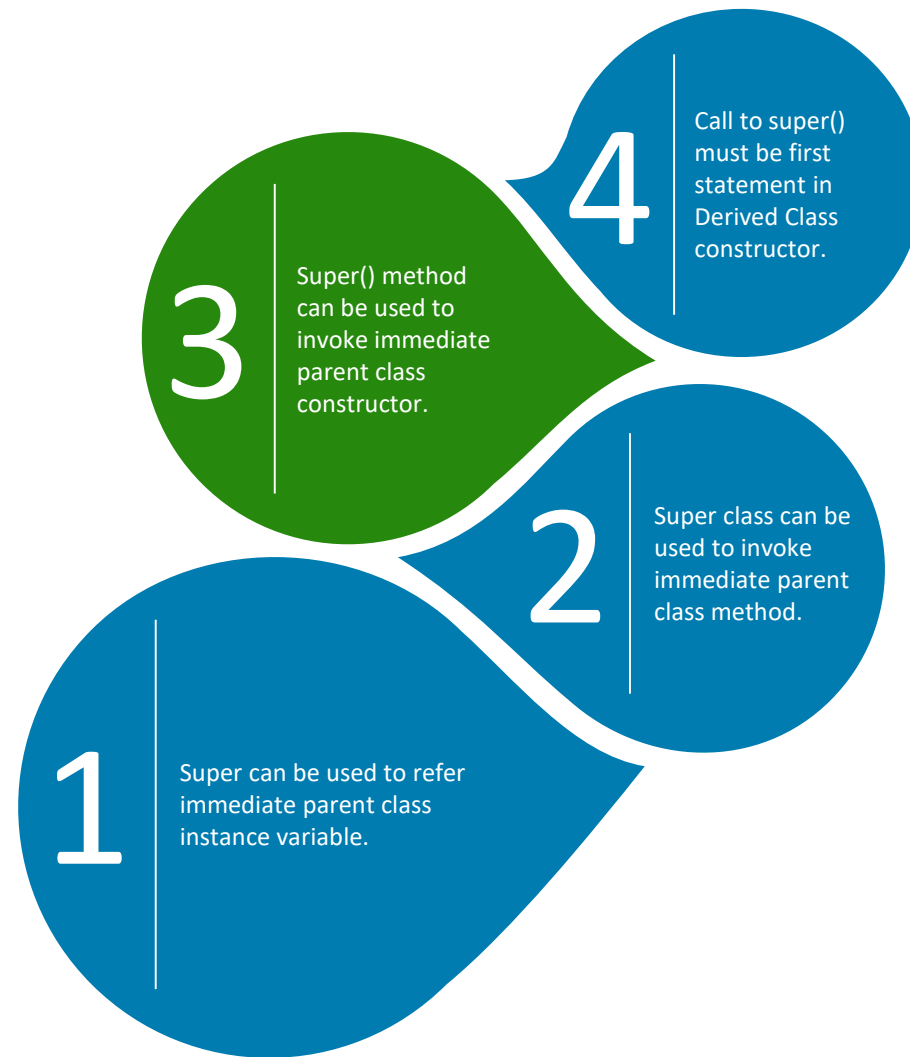 4
Call to super()
must be first
statement in
Derived Class
constructor.
3
Super() method
can be used to
invoke immediate
parent class
constructor.
2
Super class can be
used to invoke
immediate parent
class method.
1
Super can be used to refer
immediate parent class
instance variable.